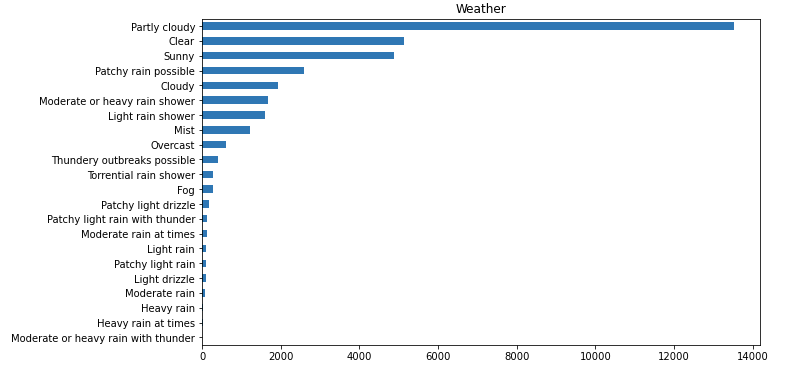 Weather
Partly cloudy
Clear
Sunny
Patchy rain possible
Cloudy
Moderate or heavy rain shower
Light rain shower
Mist
Overcast
Thundery outbreaks possible
Torrential rain shower
Fog
Patchy light drizzle
Patchy light rain with thunder
Moderate rain at times
Light rain
Patchy light rain
Light drizzle
Moderate rain
Heavy rain
Heavy rain at times
Moderate or heavy rain with thunder
0 2000 4000 6000 8000 10000 12000 14000